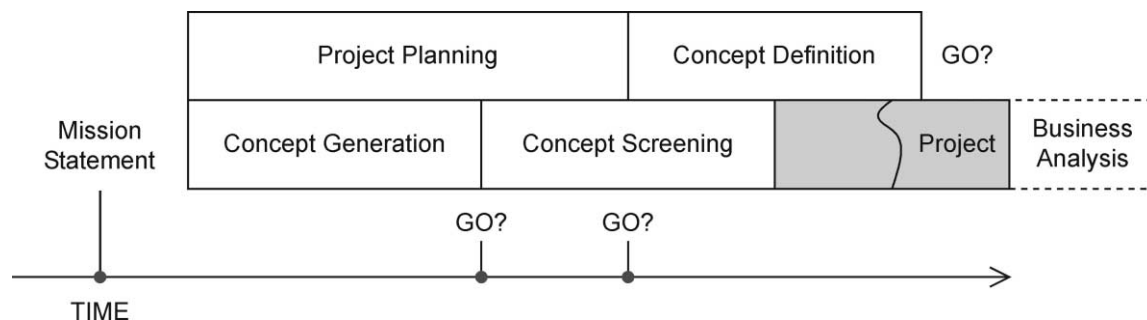 Project Planning
Concept Definition
GO?
Mission
Statement
Concept Generation
Concept Screening
Project
Business
Analysis
GO?
GO?
TIME